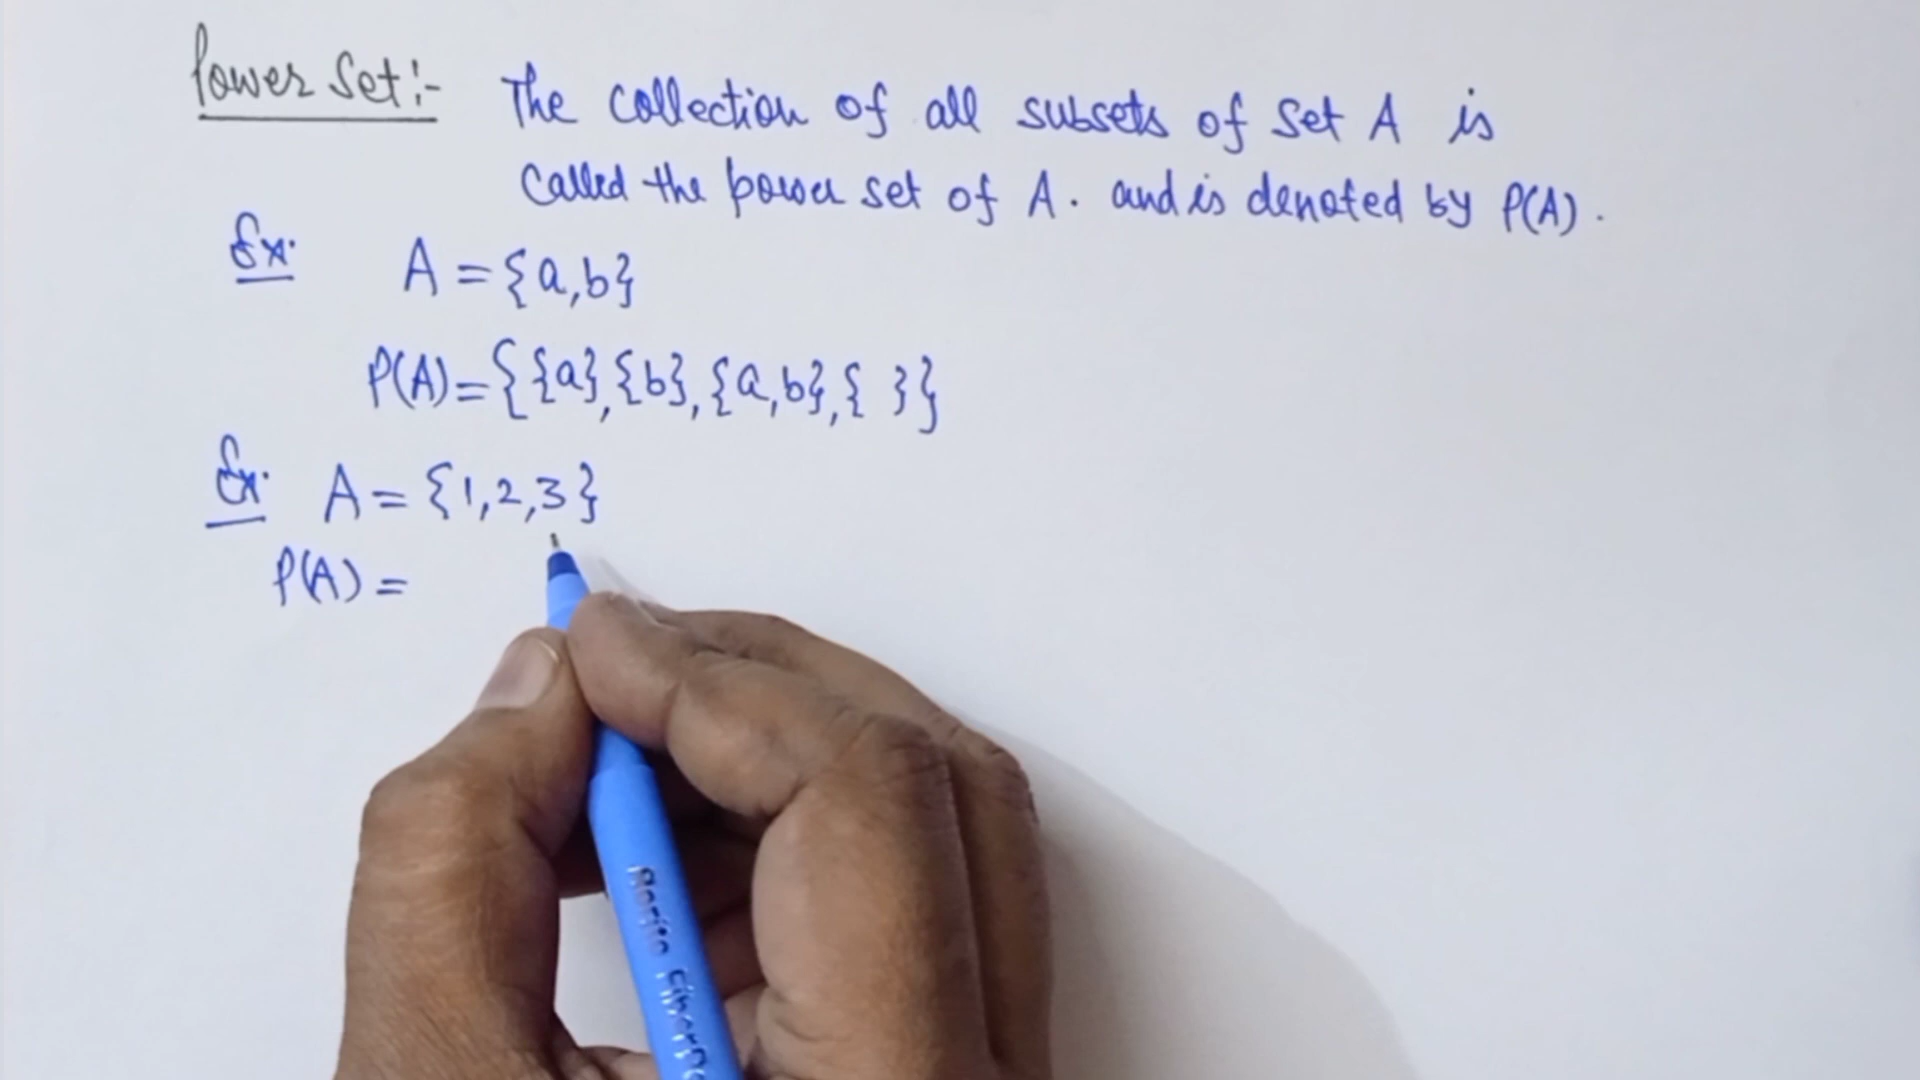 Power Set:- The collection of all subsets of Set A is
called the power set of A. and is denoted by P(A).
Ex. A = {a,b}
P(A) = { {a}, {b}, {a,b}, { } }
Ex. A = {1,2,3}
P(A) =